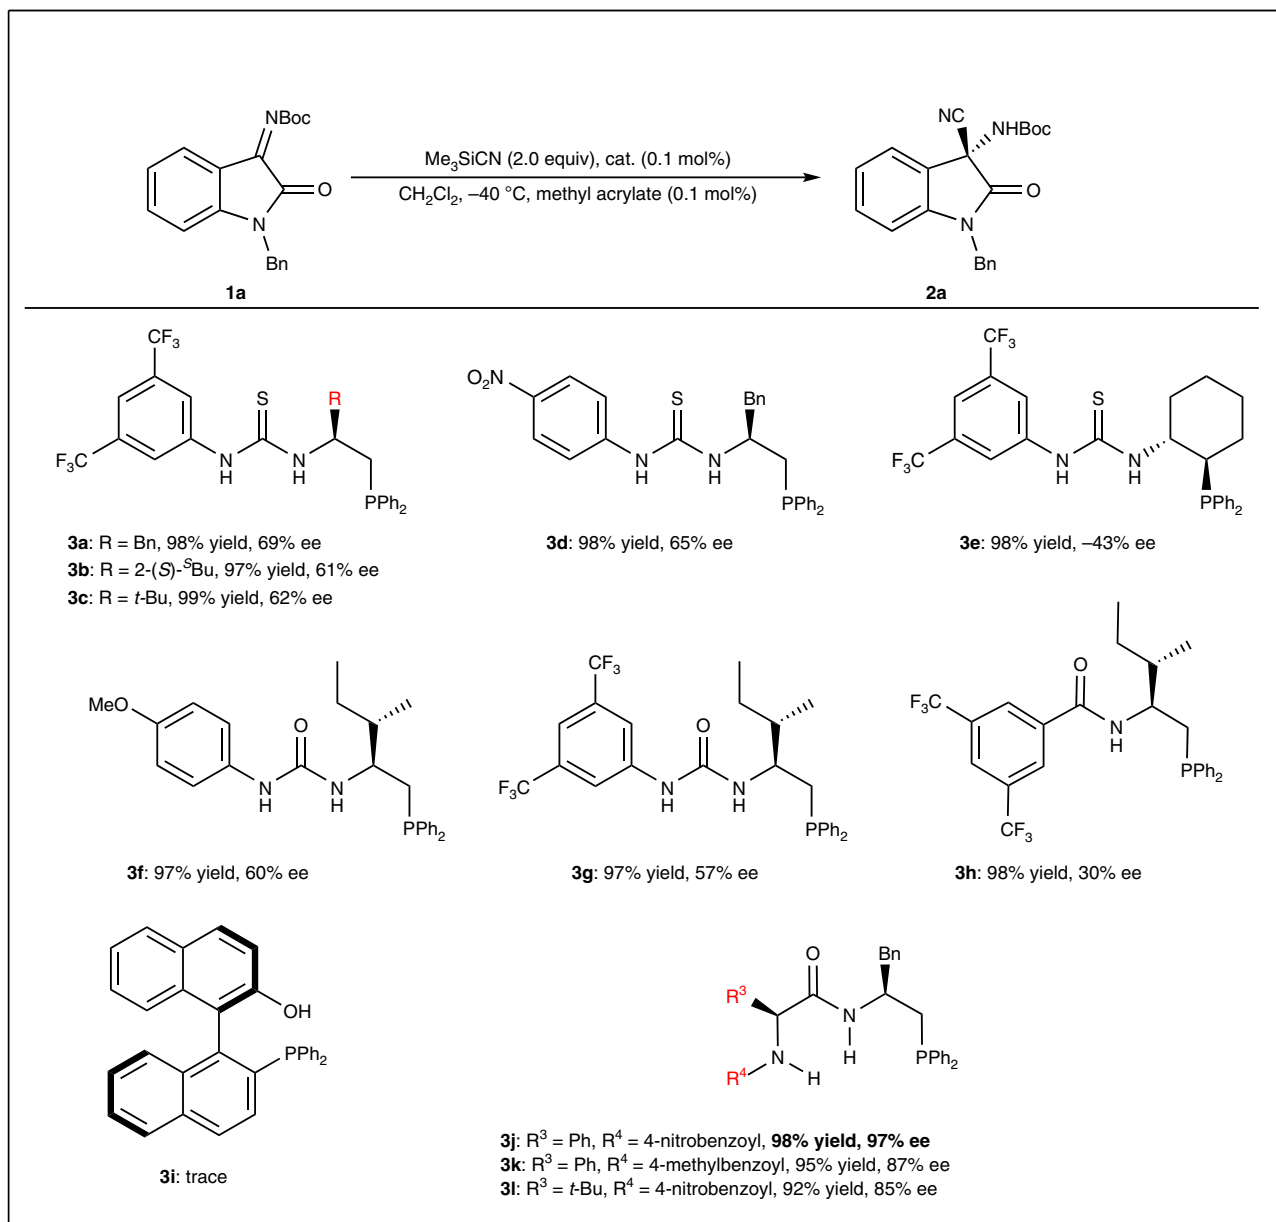 NBoc
O
N
Bn
1a
Me₃SiCN (2.0 equiv), cat. (0.1 mol%)
CH₂Cl₂, –40 °C, methyl acrylate (0.1 mol%)
NC
NHBoc
O
N
Bn
2a
CF₃
F₃C
S
R
N
H
N
H
PPh₂
3a: R = Bn, 98% yield, 69% ee
3b: R = 2-(S)-ˢBu, 97% yield, 61% ee
3c: R = t-Bu, 99% yield, 62% ee
O₂N
S
Bn
N
H
N
H
PPh₂
3d: 98% yield, 65% ee
CF₃
F₃C
S
N
H
N
H
PPh₂
3e: 98% yield, –43% ee
MeO
O
N
H
N
H
PPh₂
3f: 97% yield, 60% ee
CF₃
F₃C
O
N
H
N
H
PPh₂
3g: 97% yield, 57% ee
F₃C
CF₃
O
N
H
PPh₂
3h: 98% yield, 30% ee
OH
PPh₂
3i: trace
O
Bn
R³
N
H
N
H
R⁴
PPh₂
3j: R³ = Ph, R⁴ = 4-nitrobenzoyl, 98% yield, 97% ee
3k: R³ = Ph, R⁴ = 4-methylbenzoyl, 95% yield, 87% ee
3l: R³ = t-Bu, R⁴ = 4-nitrobenzoyl, 92% yield, 85% ee